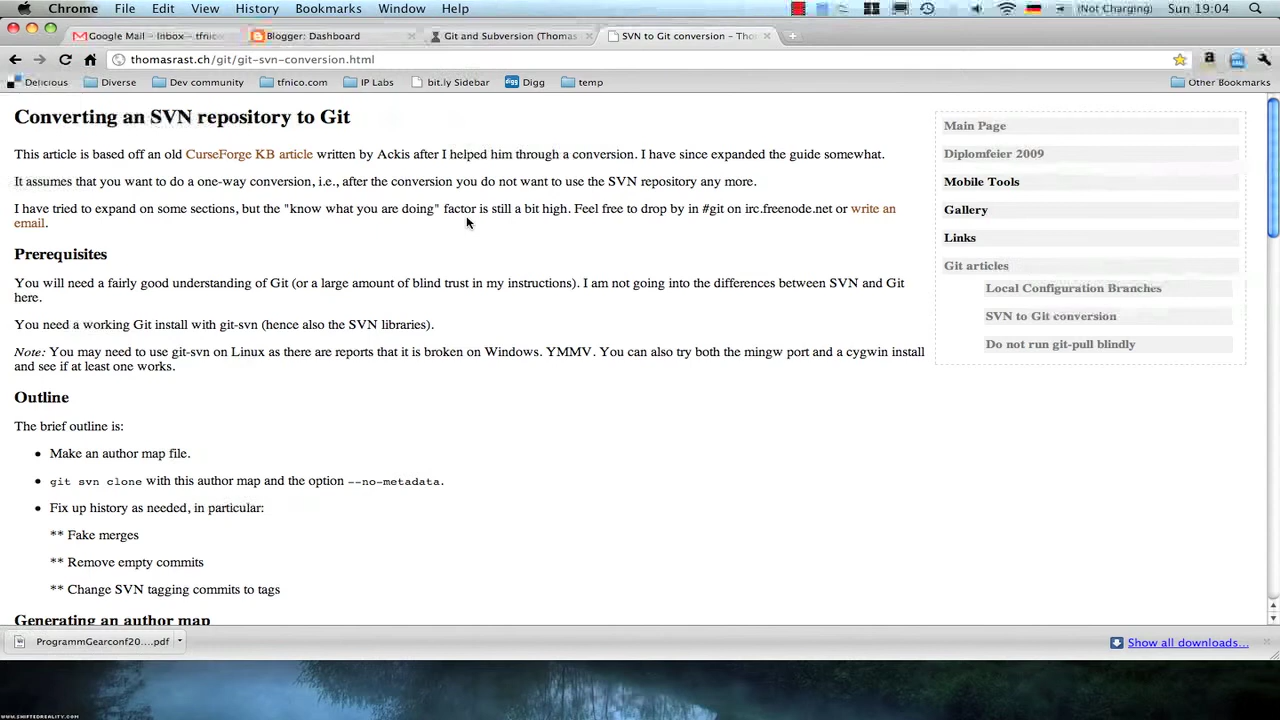 Chrome File Edit View History Bookmarks Window Help (Not Charging) Sun 19:04
Google Mail – Inbox – tfnico... Blogger: Dashboard Git and Subversion (Thomas SVN to Git conversion – Tho
thomasrast.ch/git/git-svn-conversion.html
Delicious Diverse Dev community tfnico.com IP Labs bit.ly Sidebar Digg temp Other Bookmarks
Converting an SVN repository to Git
This article is based off an old CurseForge KB article written by Ackis after I helped him through a conversion. I have since expanded the guide somewhat.
It assumes that you want to do a one-way conversion, i.e., after the conversion you do not want to use the SVN repository any more.
I have tried to expand on some sections, but the "know what you are doing" factor is still a bit high. Feel free to drop by in #git on irc.freenode.net or write an
email.
Prerequisites
You will need a fairly good understanding of Git (or a large amount of blind trust in my instructions). I am not going into the differences between SVN and Git
here.
You need a working Git install with git-svn (hence also the SVN libraries).
Note: You may need to use git-svn on Linux as there are reports that it is broken on Windows. YMMV. You can also try both the mingw port and a cygwin install
and see if at least one works.
Outline
The brief outline is:
• Make an author map file.
• git svn clone with this author map and the option --no-metadata.
• Fix up history as needed, in particular:
** Fake merges
** Remove empty commits
** Change SVN tagging commits to tags
Generating an author map
Main Page
Diplomfeier 2009
Mobile Tools
Gallery
Links
Git articles
Local Configuration Branches
SVN to Git conversion
Do not run git-pull blindly
ProgrammGearconf20....pdf Show all downloads...
WWW.SHIFTEDREALITY.COM